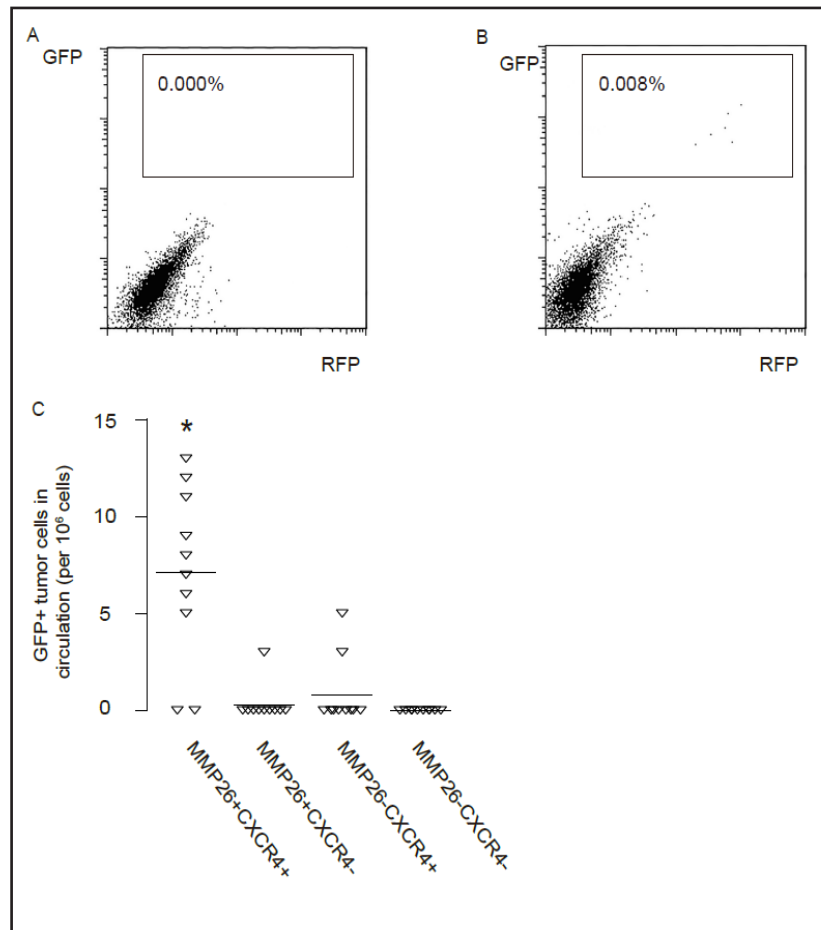 A
GFP
0.000%
RFP
B
GFP
0.008%
RFP
C
GFP+ tumor cells in
circulation (per 10⁶ cells)
15
*
10
5
0
MMP26+CXCR4+
MMP26+CXCR4-
MMP26-CXCR4+
MMP26-CXCR4-